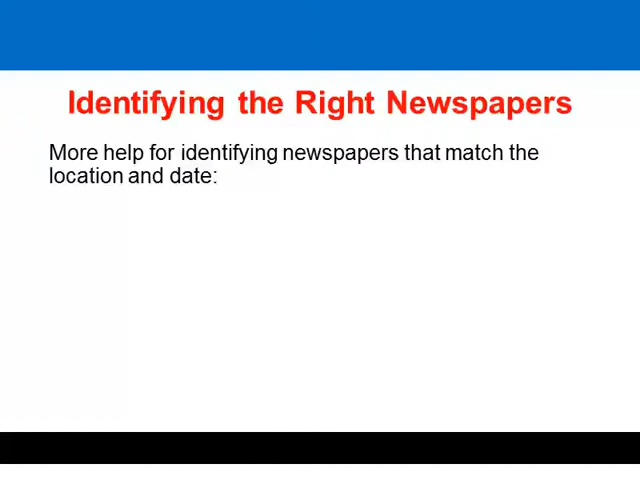 Identifying the Right Newspapers
More help for identifying newspapers that match the
location and date: